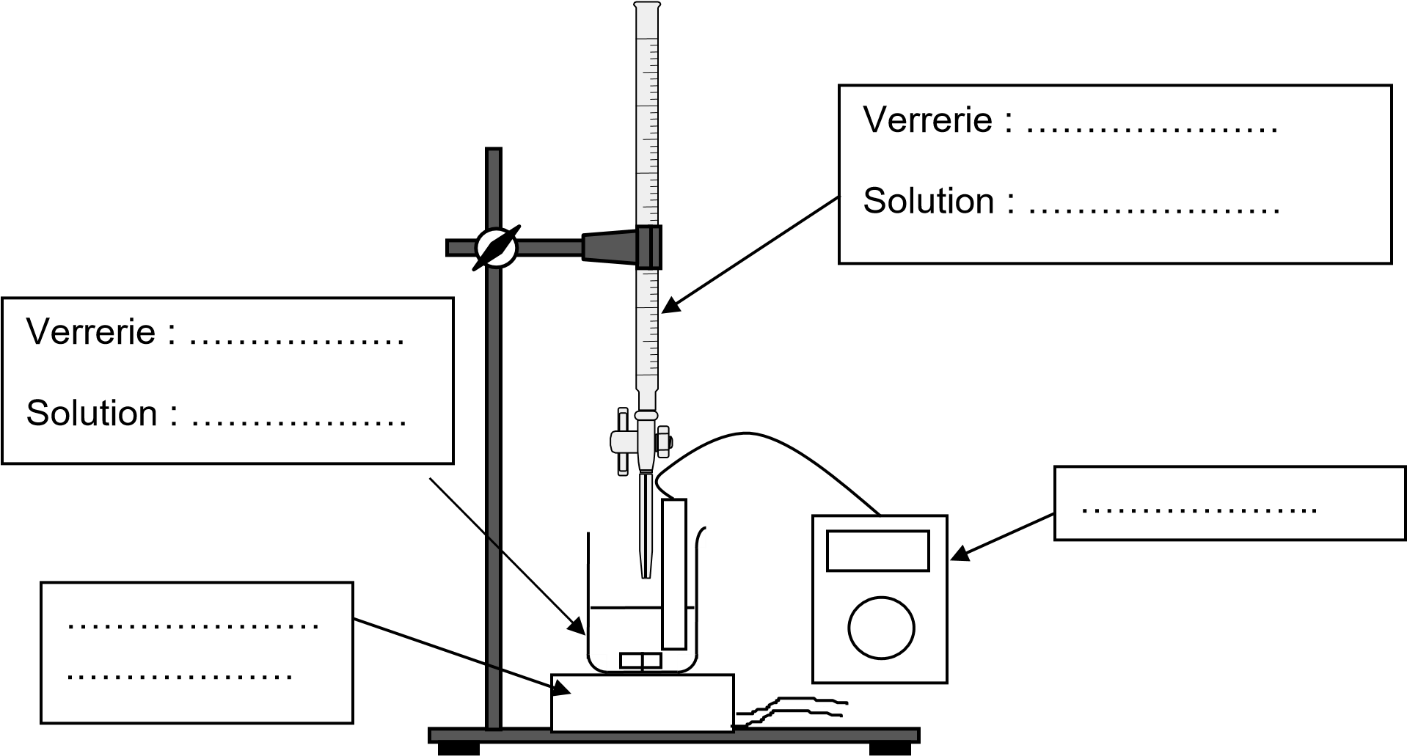 Verrerie : …………………
Solution : …………………
Verrerie : ………………
Solution : ………………
………………..
…………………
……………….